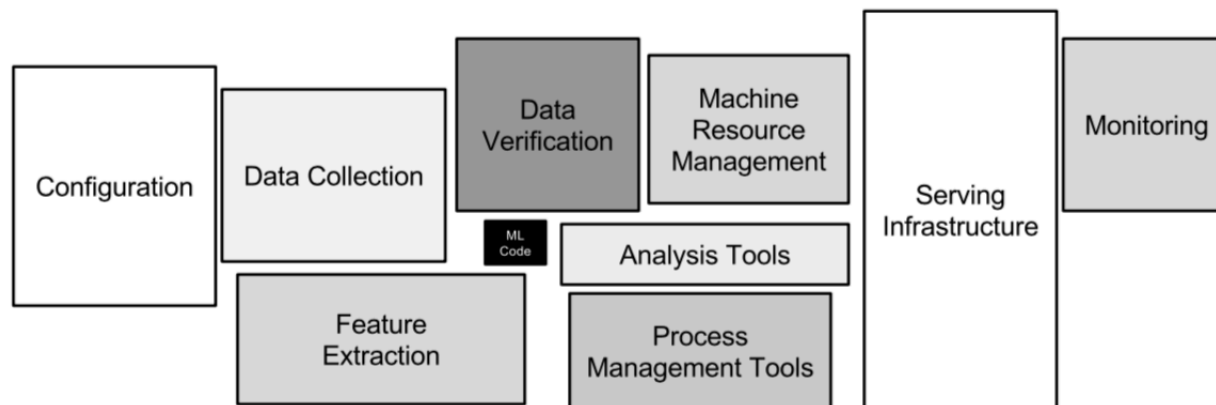 Configuration
Data Collection
Data
Verification
Machine
Resource
Management
Monitoring
Serving
Infrastructure
ML
Code
Analysis Tools
Feature
Extraction
Process
Management Tools